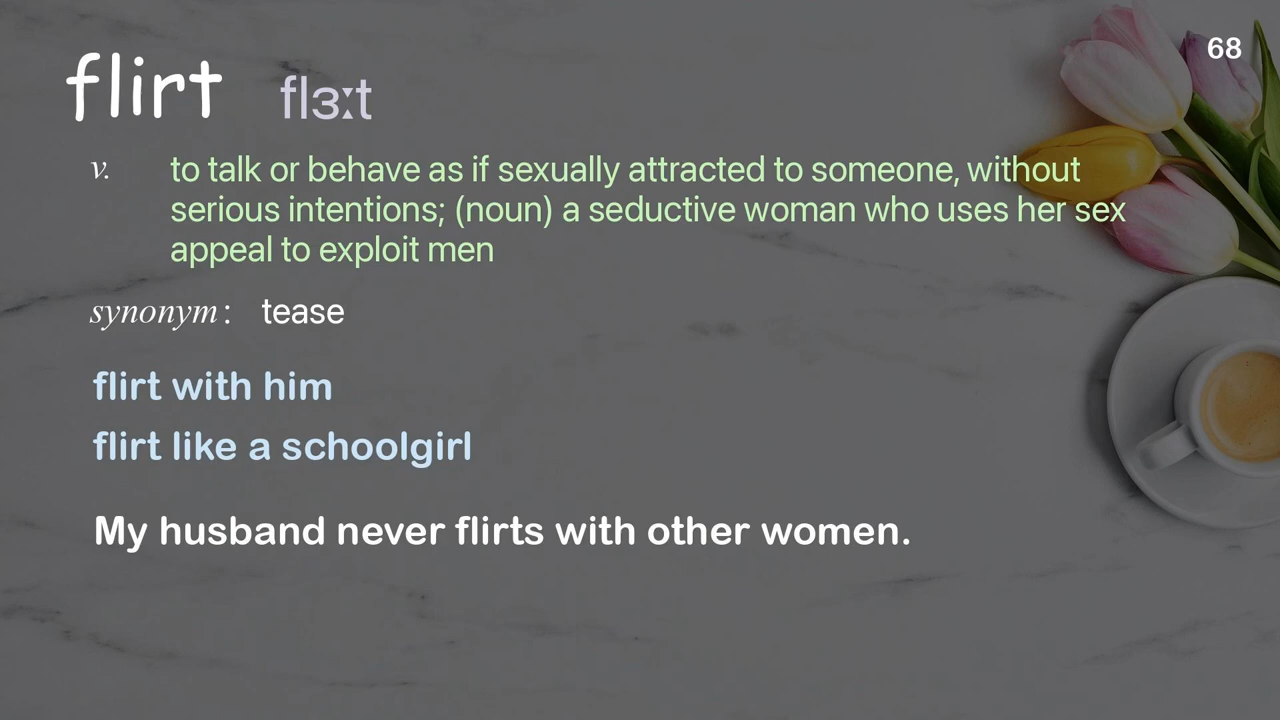 68
flirt flɜːt
v. to talk or behave as if sexually attracted to someone, without
serious intentions; (noun) a seductive woman who uses her sex
appeal to exploit men
synonym: tease
flirt with him
flirt like a schoolgirl
My husband never flirts with other women.